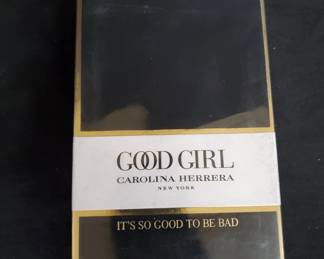 GOOD GIRL
CAROLINA HERRERA
NEW YORK
IT'S SO GOOD TO BE BAD